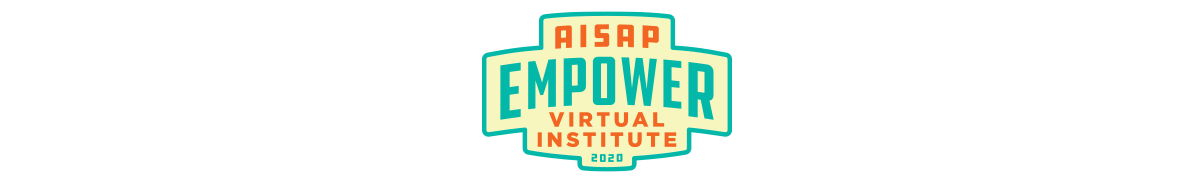 AISAP
EMPOWER
VIRTUAL
INSTITUTE
2020